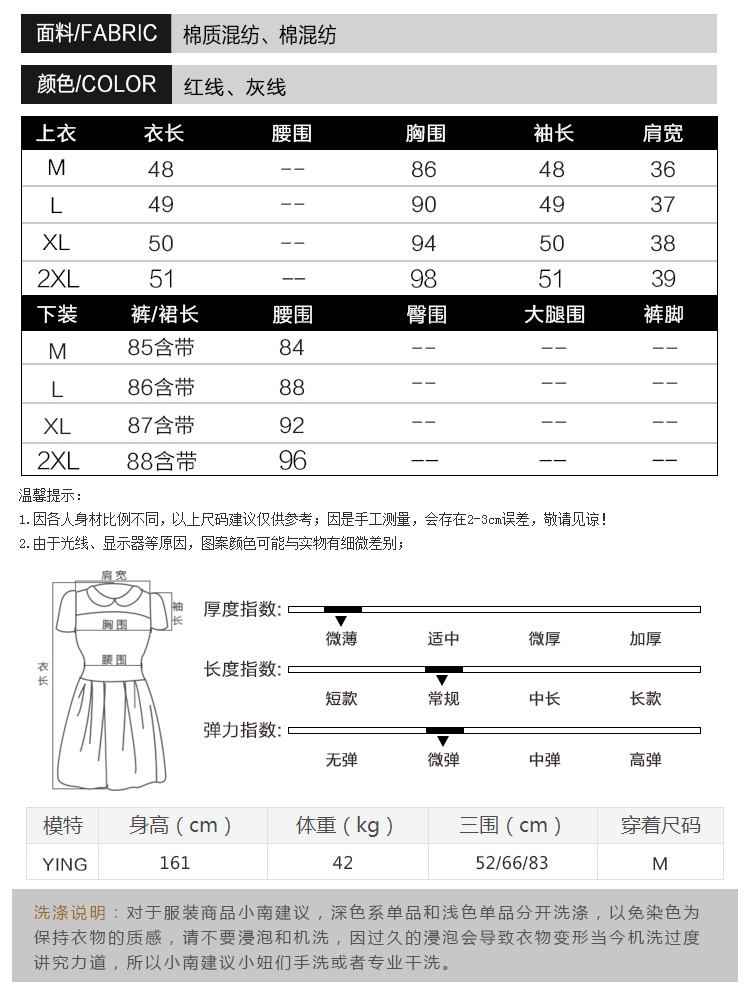 面料/FABRIC 棉质混纺、棉混纺
颜色/COLOR 红线、灰线
上衣 衣长 腰围 胸围 袖长 肩宽
M 48 -- 86 48 36
L 49 -- 90 49 37
XL 50 -- 94 50 38
2XL 51 -- 98 51 39
下装 裤/裙长 腰围 臀围 大腿围 裤脚
M 85含带 84 -- -- --
L 86含带 88 -- -- --
XL 87含带 92 -- -- --
2XL 88含带 96 -- -- --
温馨提示:
1.因各人身材比例不同，以上尺码建议仅供参考；因是手工测量，会存在2-3cm误差，敬请见谅！
2.由于光线、显示器等原因，图案颜色可能与实物有细微差别；
肩宽
袖长
胸围
腰围
衣长
厚度指数:
微薄 适中 微厚 加厚
长度指数:
短款 常规 中长 长款
弹力指数:
无弹 微弹 中弹 高弹
模特 身高（cm） 体重（kg） 三围（cm） 穿着尺码
YING 161 42 52/66/83 M
洗涤说明：对于服装商品小南建议，深色系单品和浅色单品分开洗涤，以免染色为
保持衣物的质感，请不要浸泡和机洗，因过久的浸泡会导致衣物变形当今机洗过度
讲究力道，所以小南建议小妞们手洗或者专业干洗。